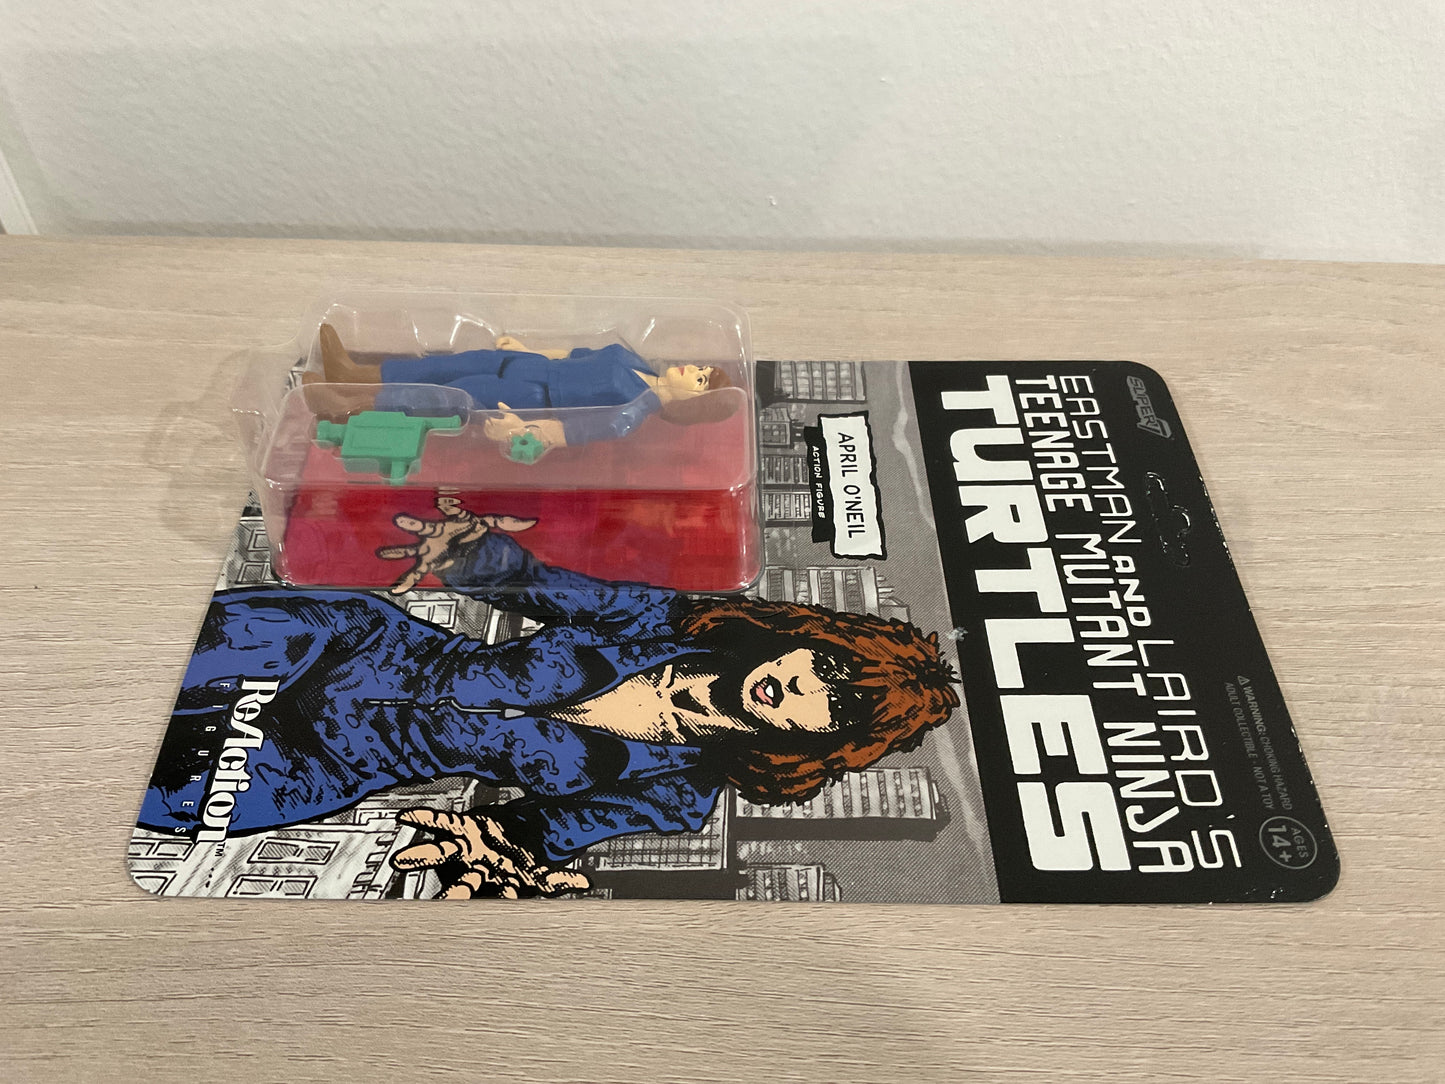 SUPER7
EASTMAN AND LAIRD'S
TEENAGE MUTANT NINJA
TURTLES
⚠WARNING: CHOKING HAZARD
ADULT COLLECTIBLE - NOT A TOY
AGES
14+
APRIL O'NEIL
ACTION FIGURE
ReAction™
FIGURES